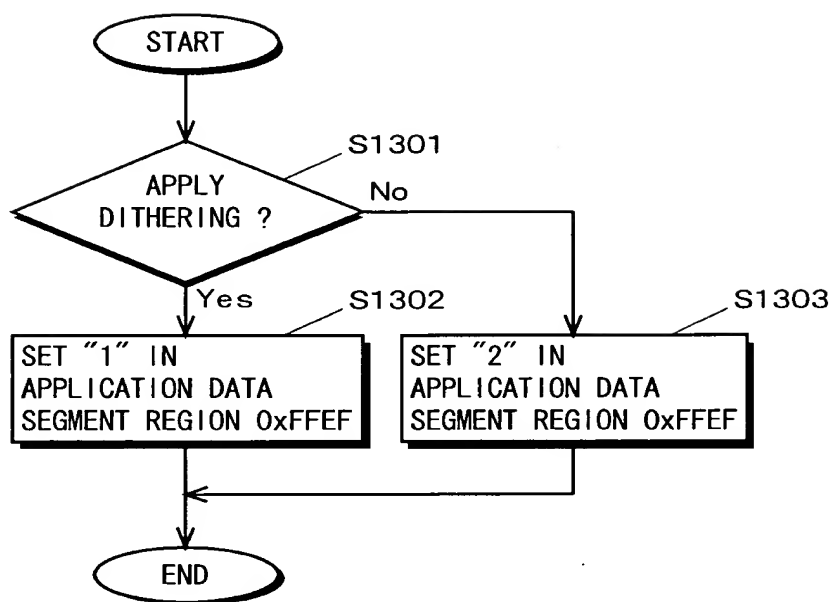 START
S1301
APPLY
DITHERING ?
No
Yes
S1302
SET "1" IN
APPLICATION DATA
SEGMENT REGION 0xFFEF
S1303
SET "2" IN
APPLICATION DATA
SEGMENT REGION 0xFFEF
END